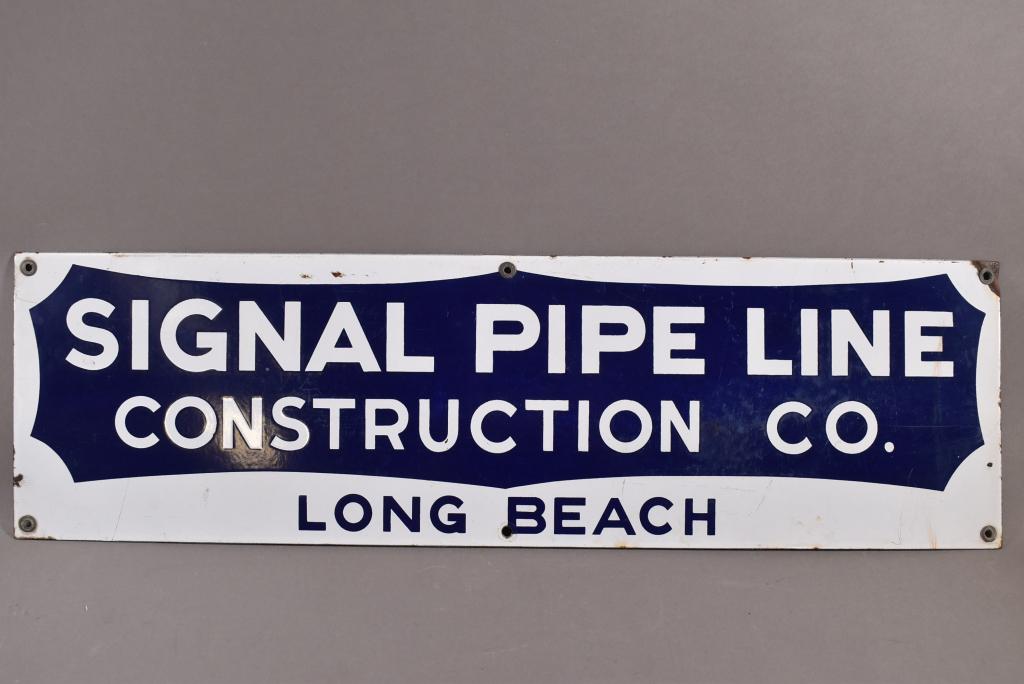 SIGNAL PIPE LINE
CONSTRUCTION CO.
LONG BEACH